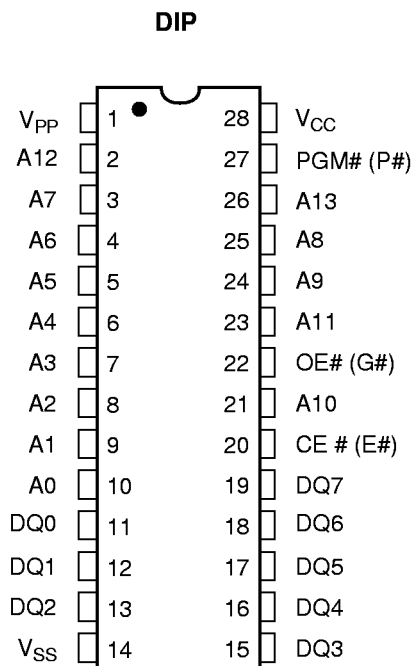 DIP
VPP 1 28 VCC
A12 2 27 PGM# (P#)
A7 3 26 A13
A6 4 25 A8
A5 5 24 A9
A4 6 23 A11
A3 7 22 OE# (G#)
A2 8 21 A10
A1 9 20 CE # (E#)
A0 10 19 DQ7
DQ0 11 18 DQ6
DQ1 12 17 DQ5
DQ2 13 16 DQ4
VSS 14 15 DQ3